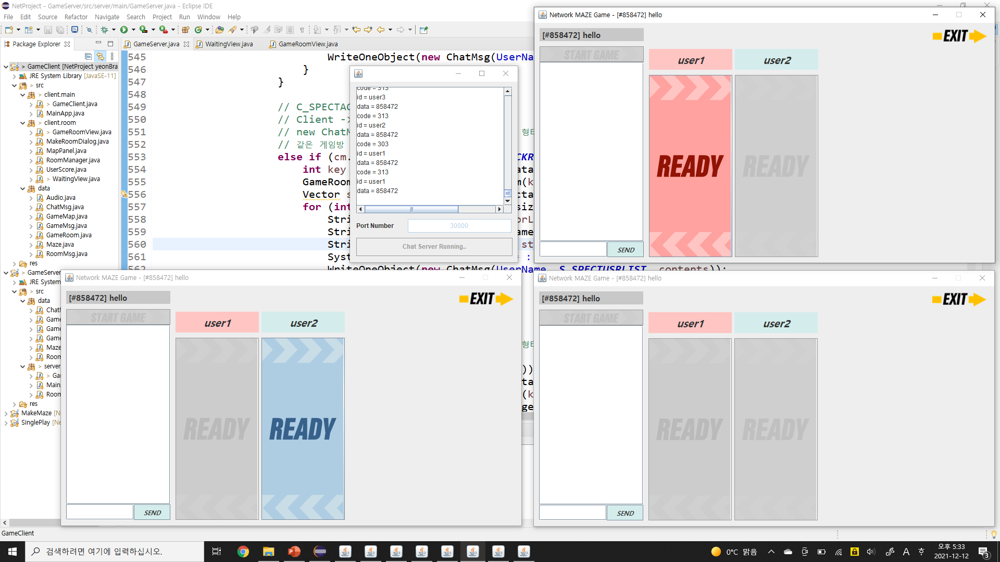 NetProject - GameServer/src/server/main/GameServer.java - Eclipse IDE
File Edit Source Refactor Navigate Search Project Run Window Help
Package Explorer
GameServer.java
WaitingView.java
GameRoomView.java
> GameClient [NetProject yeonBra
JRE System Library [JavaSE-11]
> src
> client.main
> GameClient.java
MainApp.java
> client.room
> GameRoomView.java
MakeRoomDialog.java
MapPanel.java
RoomManager.java
UserScore.java
> WaitingView.java
data
Audio.java
ChatMsg.java
GameMap.java
GameMsg.java
GameRoom.java
Maze.java
RoomMsg.java
res
> GameServer
JRE System
> src
> data
ChatM
Game
Game
Game
Maze
Room
> server
> Ga
Main
Room
res
MakeMaze [Ne
SinglePlay [Ne
545 WriteOneObject(new ChatMsg(UserNa
546 }
547 }
548
549 // C_SPECTAC
550 // Client -
551 // new ChatM 형태
552 // 같은 게임방
553 else if (cm. CKR
554 int key ata
555 GameRoom m(k
556 Vector s cta
557 for (int siz
558 Stri orL
559 Stri ame
560 Stri st
561 Syst :
562 WriteOneObject(new ChatMsg(UserName, S_SPECTUSRLIST, contents));
형태
))
ta
(k
ge
code = 313
id = user3
data = 858472
code = 313
id = user2
data = 858472
code = 303
id = user1
data = 858472
code = 313
id = user1
data = 858472
Port Number 30000
Chat Server Running..
Network MAZE Game - [#858472] hello
[#858472] hello
EXIT
START GAME
user1 user2
READY READY
SEND
Network MAZE Game - [#858472] hello
[#858472] hello
EXIT
START GAME
user1 user2
READY READY
SEND
Network MAZE Game - [#858472] hello
[#858472] hello
EXIT
START GAME
user1 user2
READY READY
SEND
GameClient
검색하려면 여기에 입력하십시오.
0°C 맑음
A
오후 5:33
2021-12-12
3